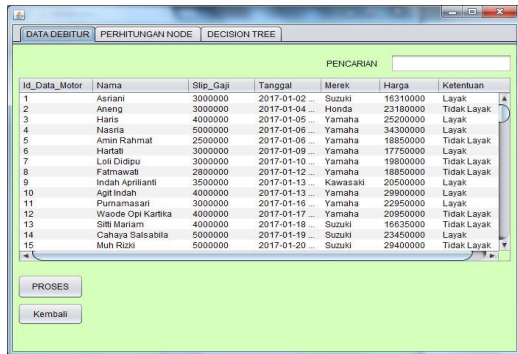 DATA DEBITUR PERHITUNGAN NODE DECISION TREE
PENCARIAN
Id_Data_Motor Nama Slip_Gaji Tanggal Merek Harga Ketentuan
1 Asriani 3000000 2017-01-02 ... Suzuki 16310000 Layak
2 Aneng 3000000 2017-01-04 ... Honda 23180000 Tidak Layak
3 Haris 4000000 2017-01-05 ... Yamaha 25200000 Layak
4 Nasria 5000000 2017-01-06 ... Yamaha 34300000 Layak
5 Amin Rahmat 2500000 2017-01-06 ... Yamaha 18850000 Tidak Layak
6 Hartati 3000000 2017-01-09 ... Yamaha 17750000 Layak
7 Loli Didipu 3000000 2017-01-10 ... Yamaha 19800000 Tidak Layak
8 Fatmawati 2800000 2017-01-12 ... Yamaha 18850000 Tidak Layak
9 Indah Aprilianti 3500000 2017-01-13 ... Kawasaki 20500000 Layak
10 Agit Indah 4000000 2017-01-13 ... Yamaha 29900000 Layak
11 Purnamasari 3000000 2017-01-16 ... Yamaha 22950000 Layak
12 Waode Opi Kartika 4000000 2017-01-17 ... Yamaha 20950000 Tidak Layak
13 Sitti Mariam 4000000 2017-01-18 ... Suzuki 16635000 Layak
14 Cahaya Salsabila 5000000 2017-01-19 ... Suzuki 23450000 Layak
15 Muh Rizki 5000000 2017-01-20 ... Suzuki 29400000 Tidak Layak
PROSES
Kembali